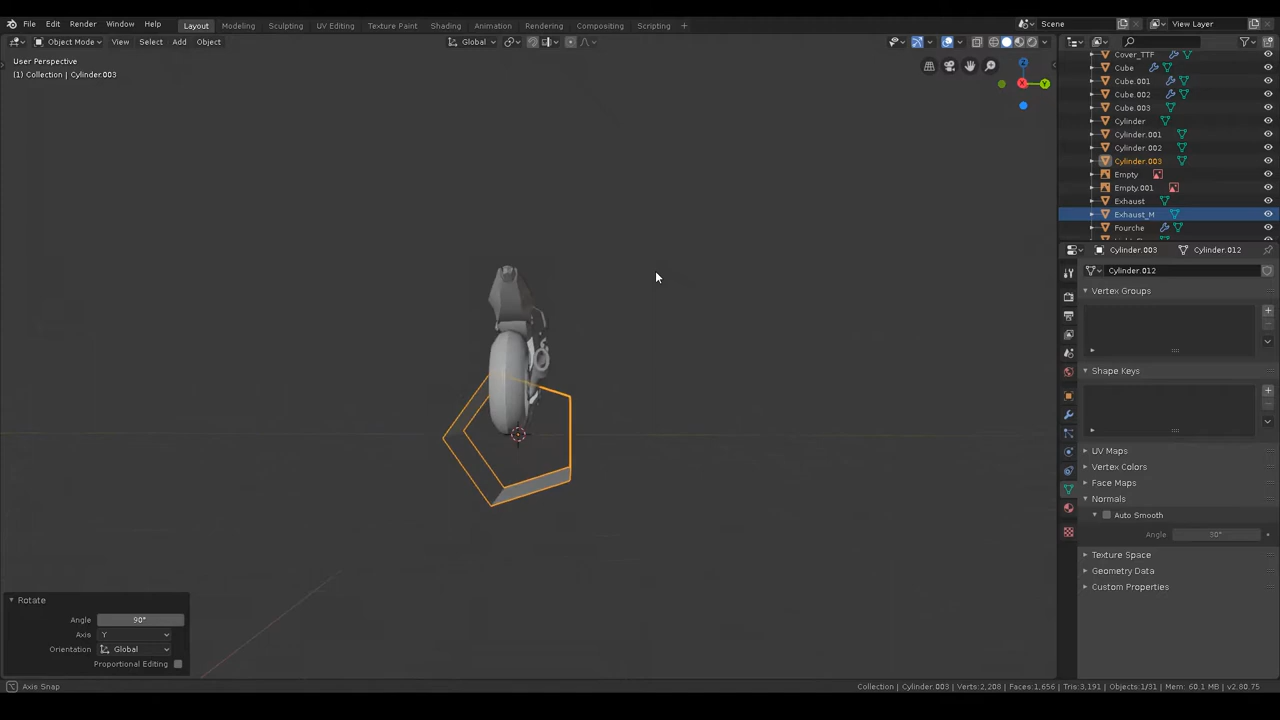 File Edit Render Window Help
Layout Modeling Sculpting UV Editing Texture Paint Shading Animation Rendering Compositing Scripting +
Scene View Layer
Object Mode View Select Add Object Global
User Perspective
(1) Collection | Cylinder.003
Z
X
Y
Cover_TTF
Cube
Cube.001
Cube.002
Cube.003
Cylinder
Cylinder.001
Cylinder.002
Cylinder.003
Empty
Empty.001
Exhaust
Exhaust_M
Fourche
Cylinder.003 Cylinder.012
Cylinder.012
Vertex Groups
Shape Keys
UV Maps
Vertex Colors
Face Maps
Normals
Auto Smooth
Angle 30°
Texture Space
Geometry Data
Custom Properties
Rotate
Angle 90°
Axis Y
Orientation Global
Proportional Editing
Axis Snap
Collection | Cylinder.003 | Verts:2,208 | Faces:1,656 | Tris:3,191 | Objects:1/31 | Mem: 60.1 MB | v2.80.75